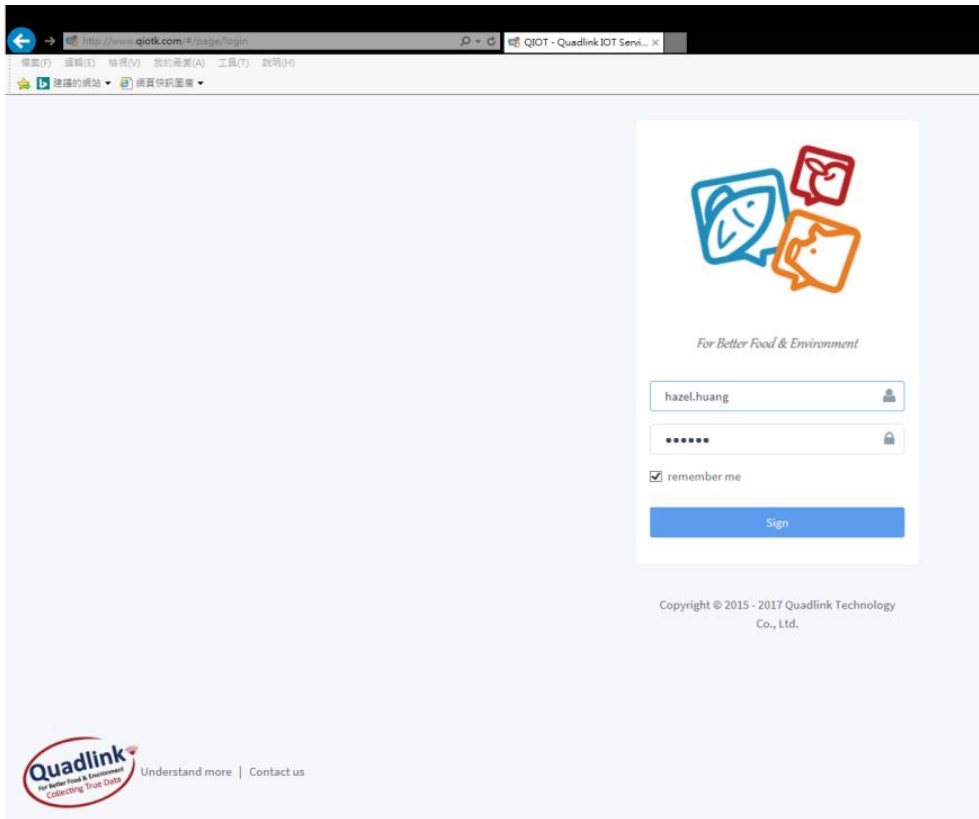 http://www.qiotk.com/#/page/login
QIOT - Quadlink IOT Servi...
檔案(F) 編輯(E) 檢視(V) 我的最愛(A) 工具(T) 說明(H)
建議的網站 網頁快訊圖庫
For Better Food & Environment
hazel.huang
remember me
Sign
Copyright © 2015 - 2017 Quadlink Technology
Co., Ltd.
Quadlink
For Better Food & Environment
Collecting True Data
Understand more | Contact us